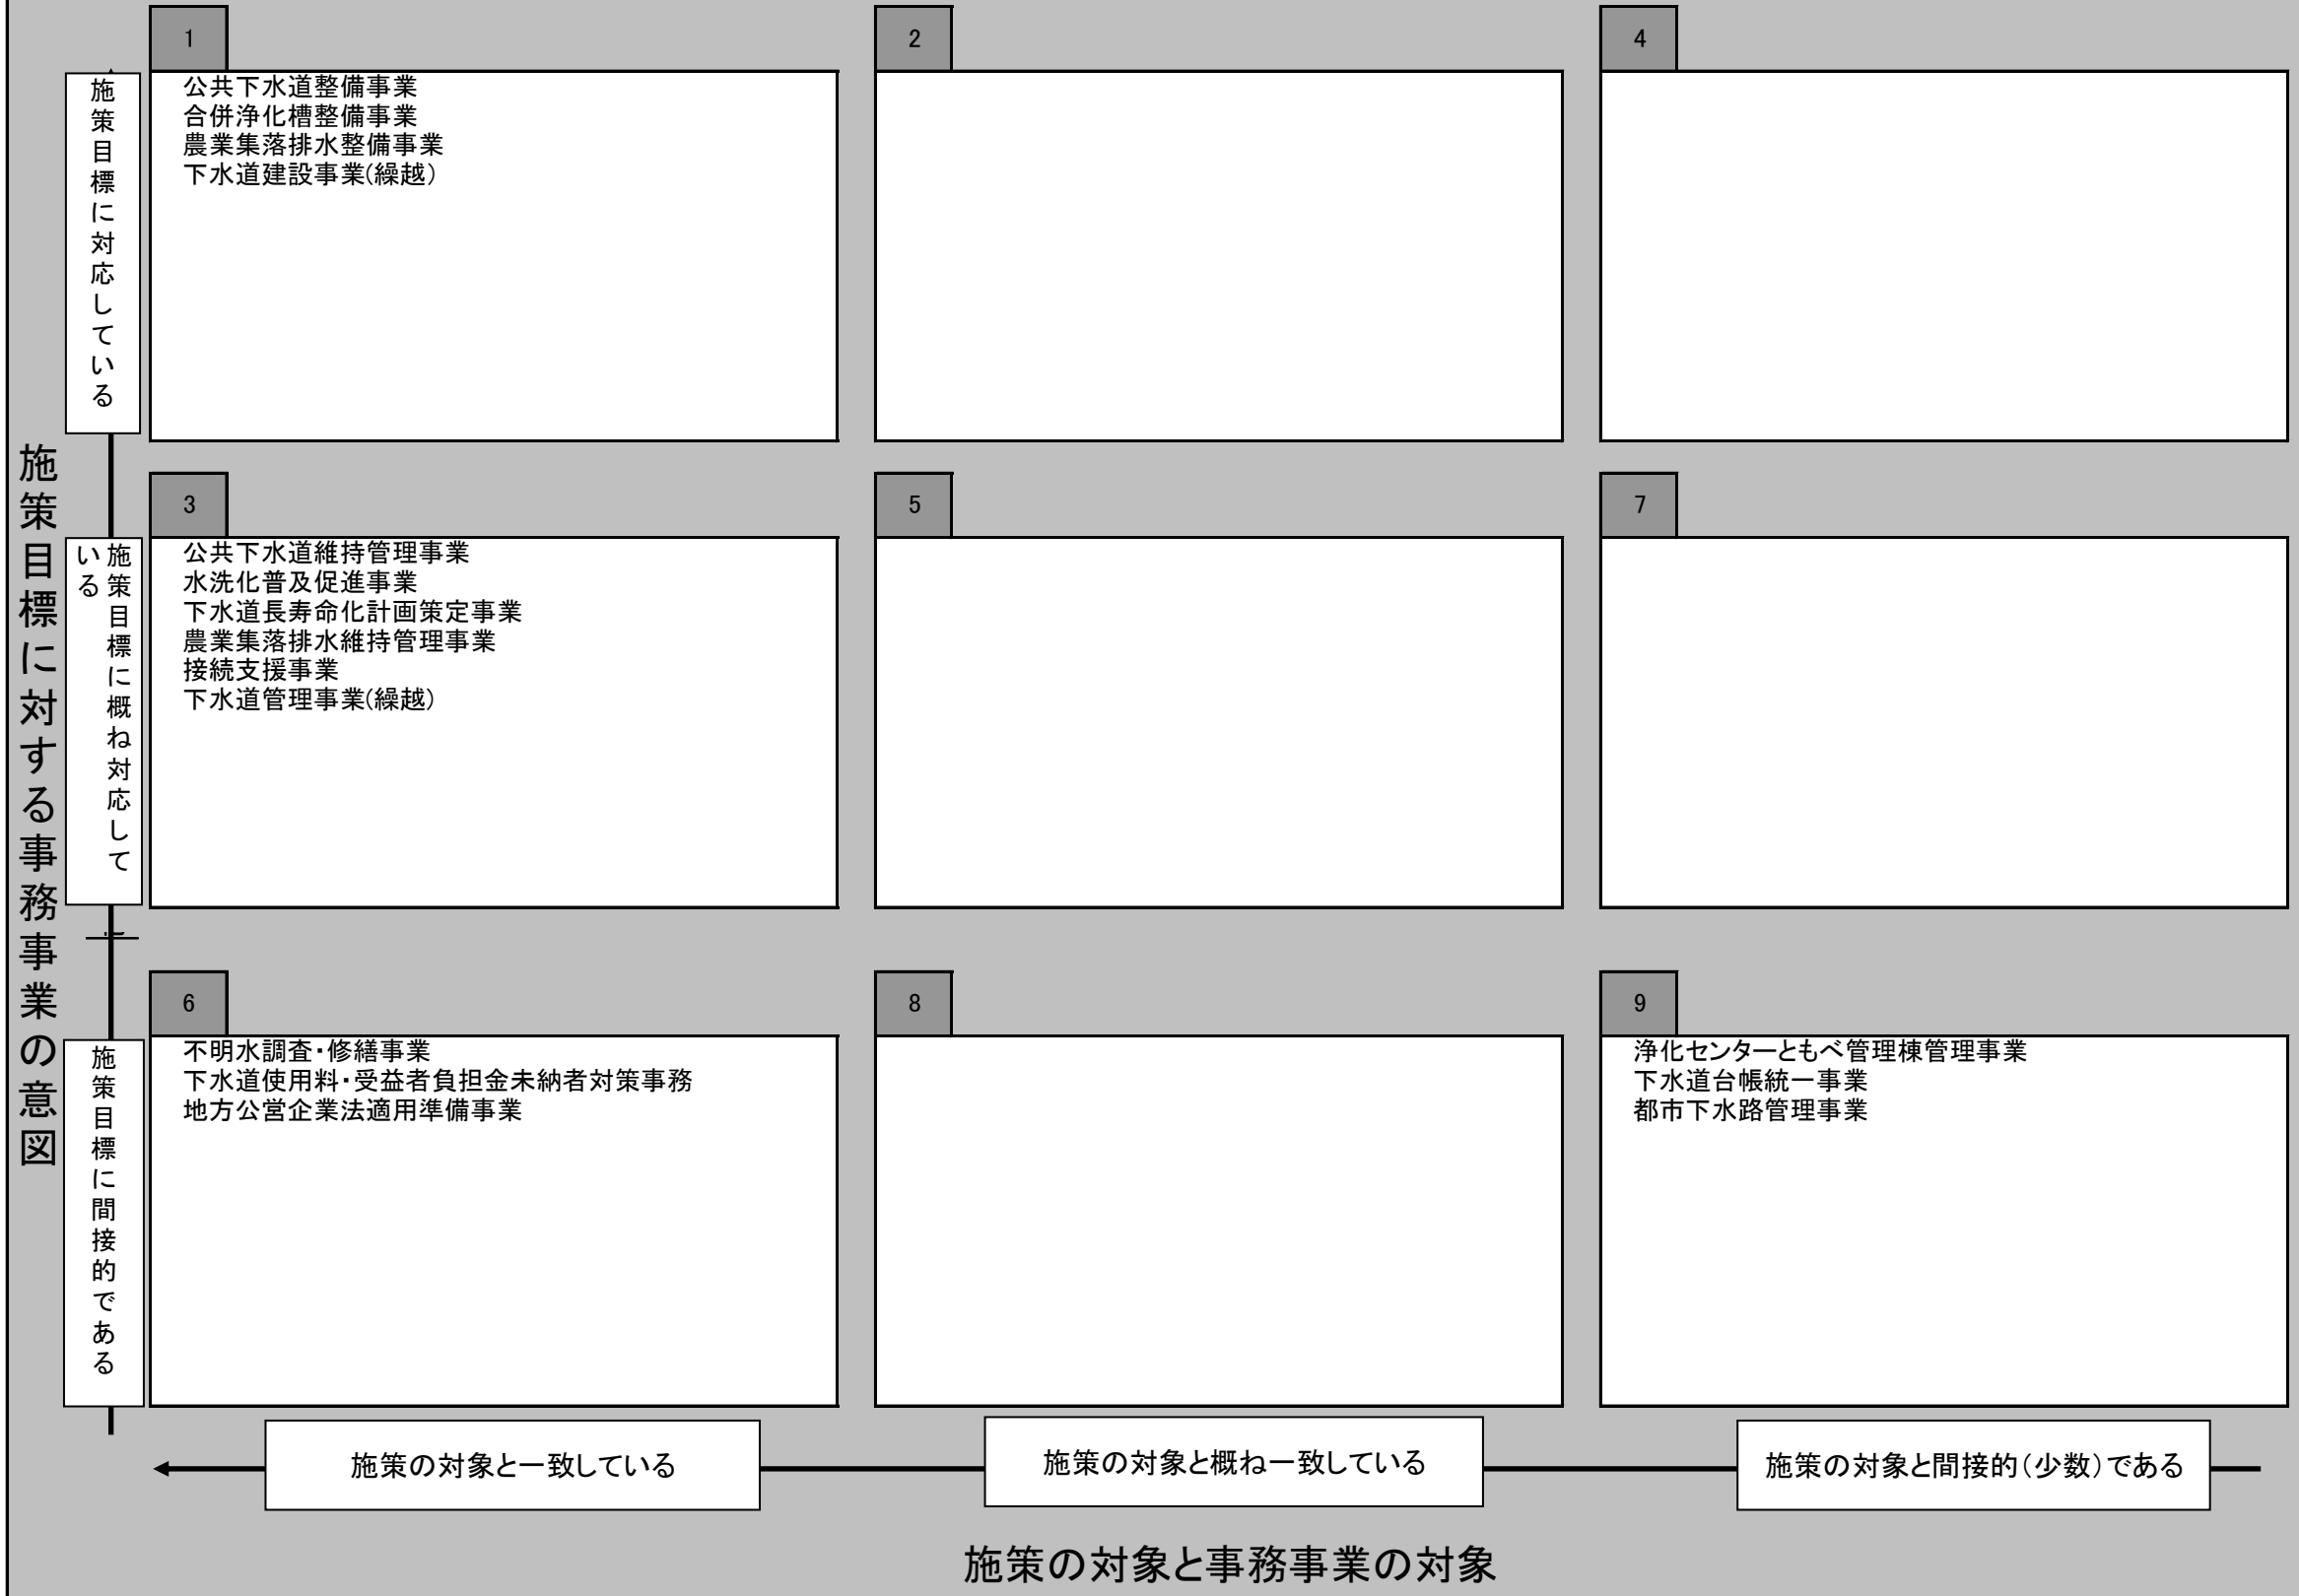 施策目標に対する事務事業の意図
施策目標に対応している
1
公共下水道整備事業
合併浄化槽整備事業
農業集落排水整備事業
下水道建設事業(繰越)
2
4
施策目標に概ね対応して
いる
3
公共下水道維持管理事業
水洗化普及促進事業
下水道長寿命化計画策定事業
農業集落排水維持管理事業
接続支援事業
下水道管理事業(繰越)
5
7
施策目標に間接的である
6
不明水調査・修繕事業
下水道使用料・受益者負担金未納者対策事務
地方公営企業法適用準備事業
8
9
浄化センターともべ管理棟管理事業
下水道台帳統一事業
都市下水路管理事業
施策の対象と一致している
施策の対象と概ね一致している
施策の対象と間接的(少数)である
施策の対象と事務事業の対象